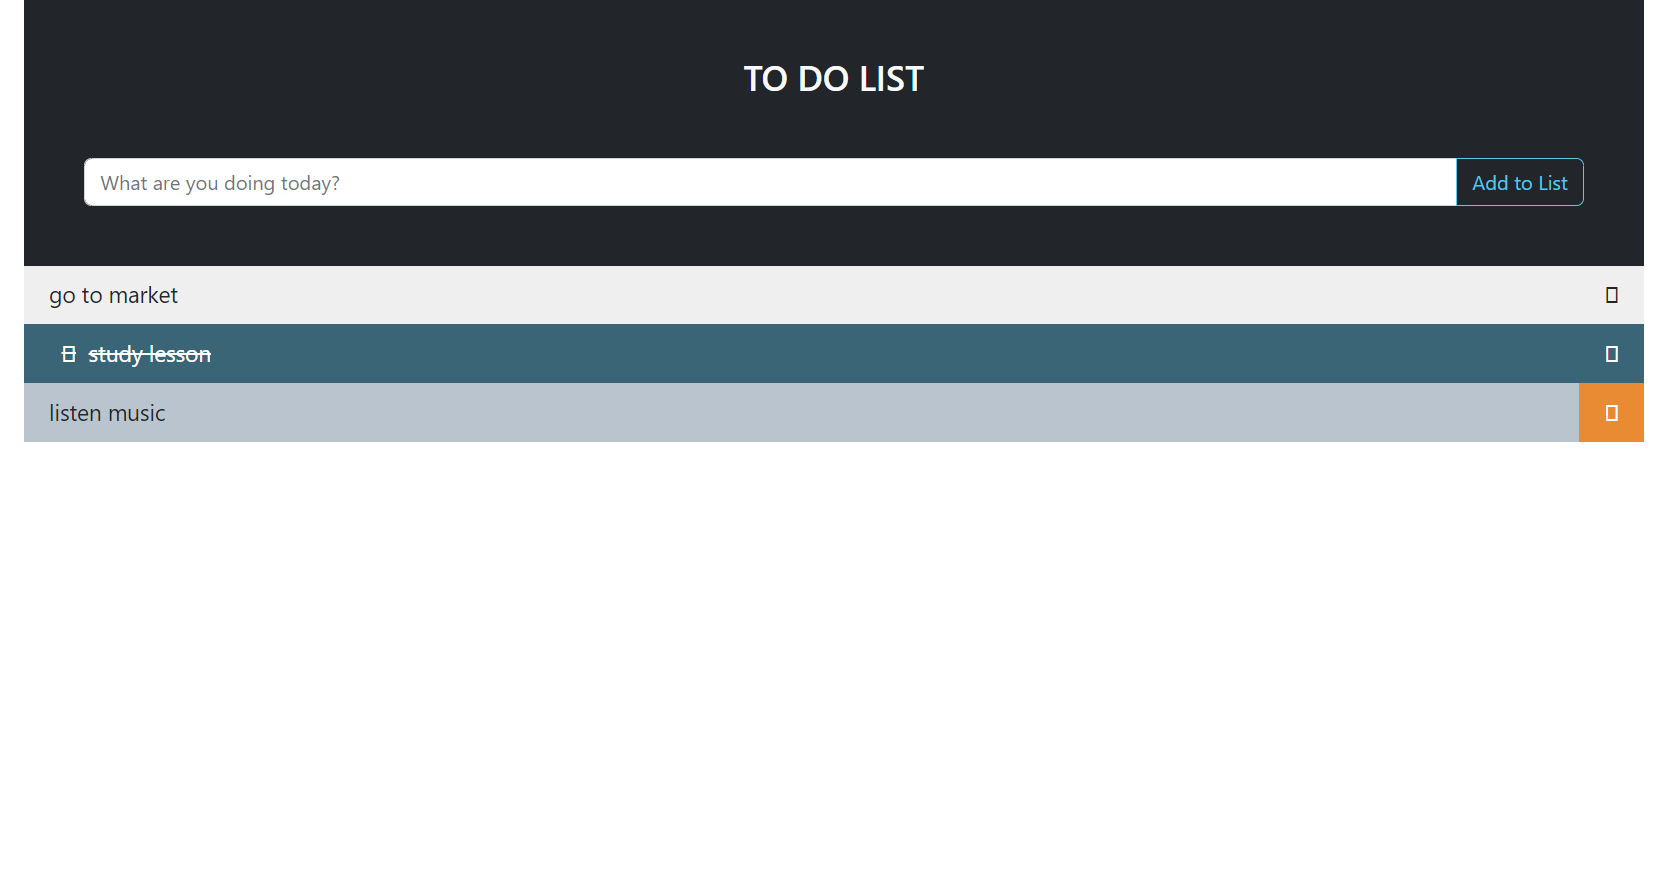 TO DO LIST
What are you doing today? Add to List
go to market
study lesson
listen music